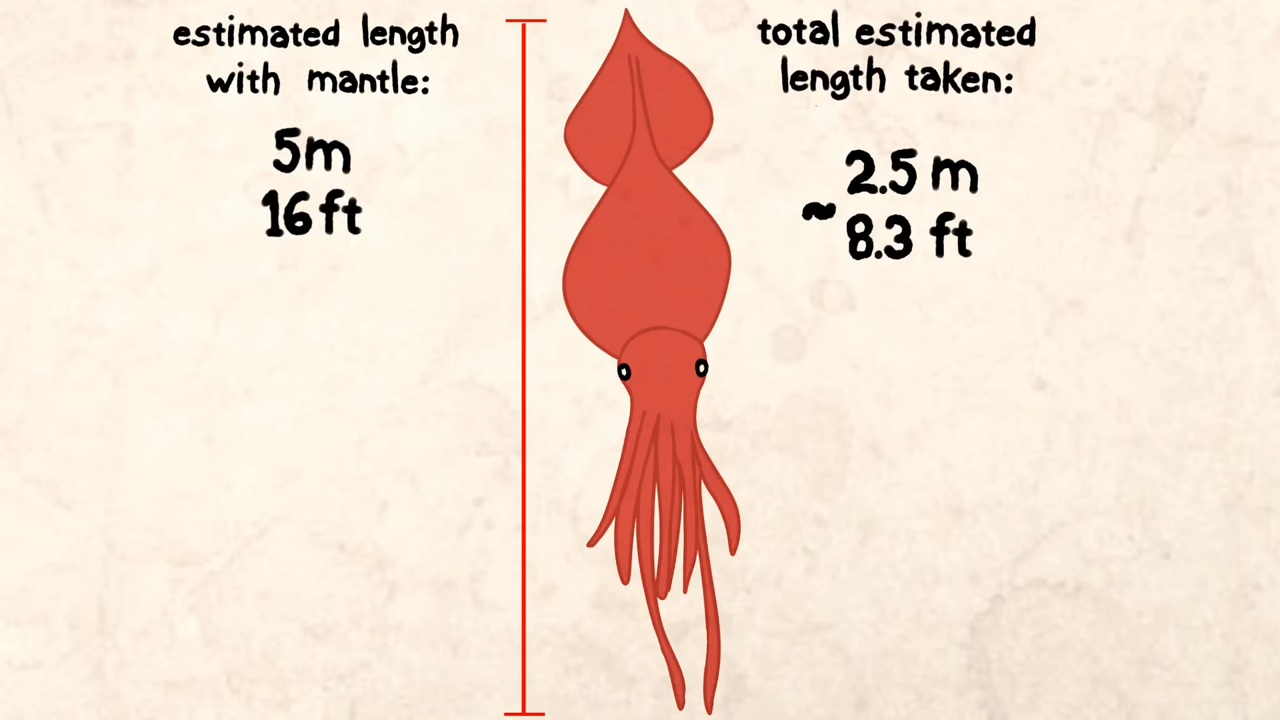 estimated length
with mantle:
5m
16ft
total estimated
length taken:
2.5 m
~ 8.3 ft